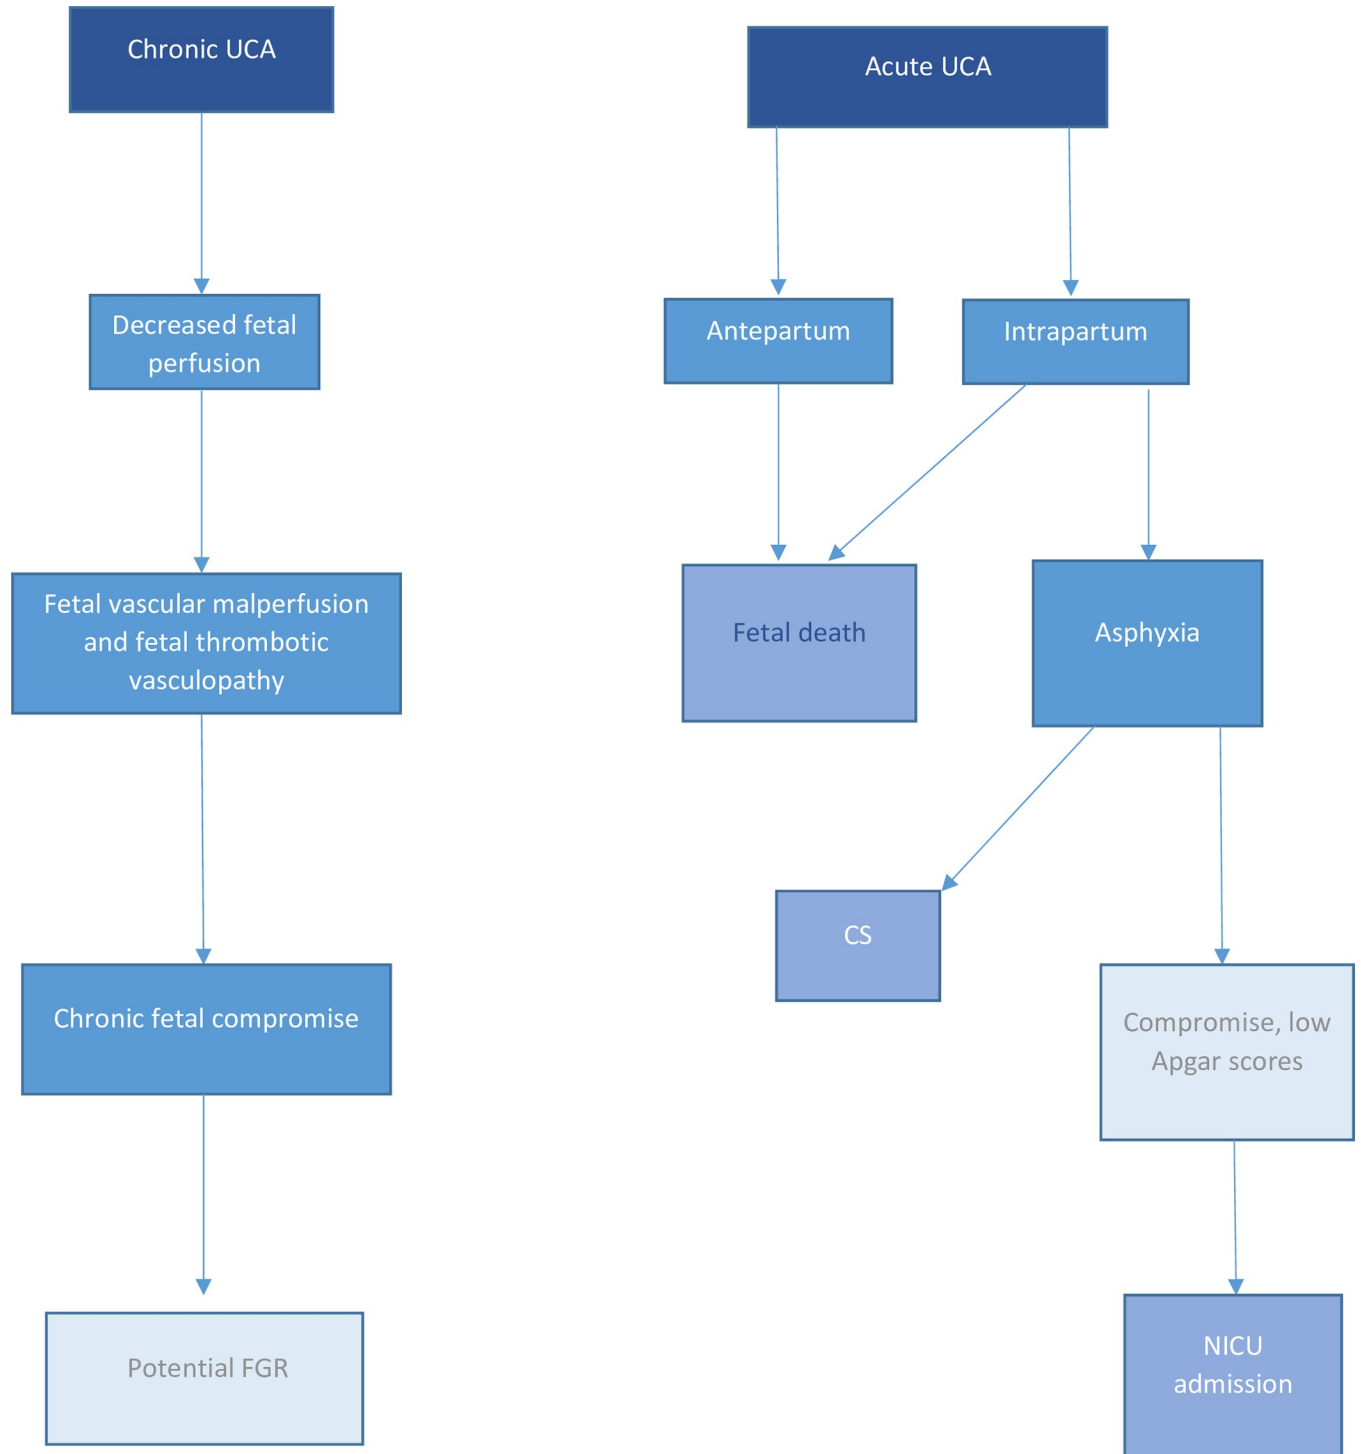 Chronic UCA
Decreased fetal
perfusion
Fetal vascular malperfusion
and fetal thrombotic
vasculopathy
Chronic fetal compromise
Potential FGR
Acute UCA
Antepartum
Intrapartum
Fetal death
Asphyxia
CS
Compromise, low
Apgar scores
NICU
admission